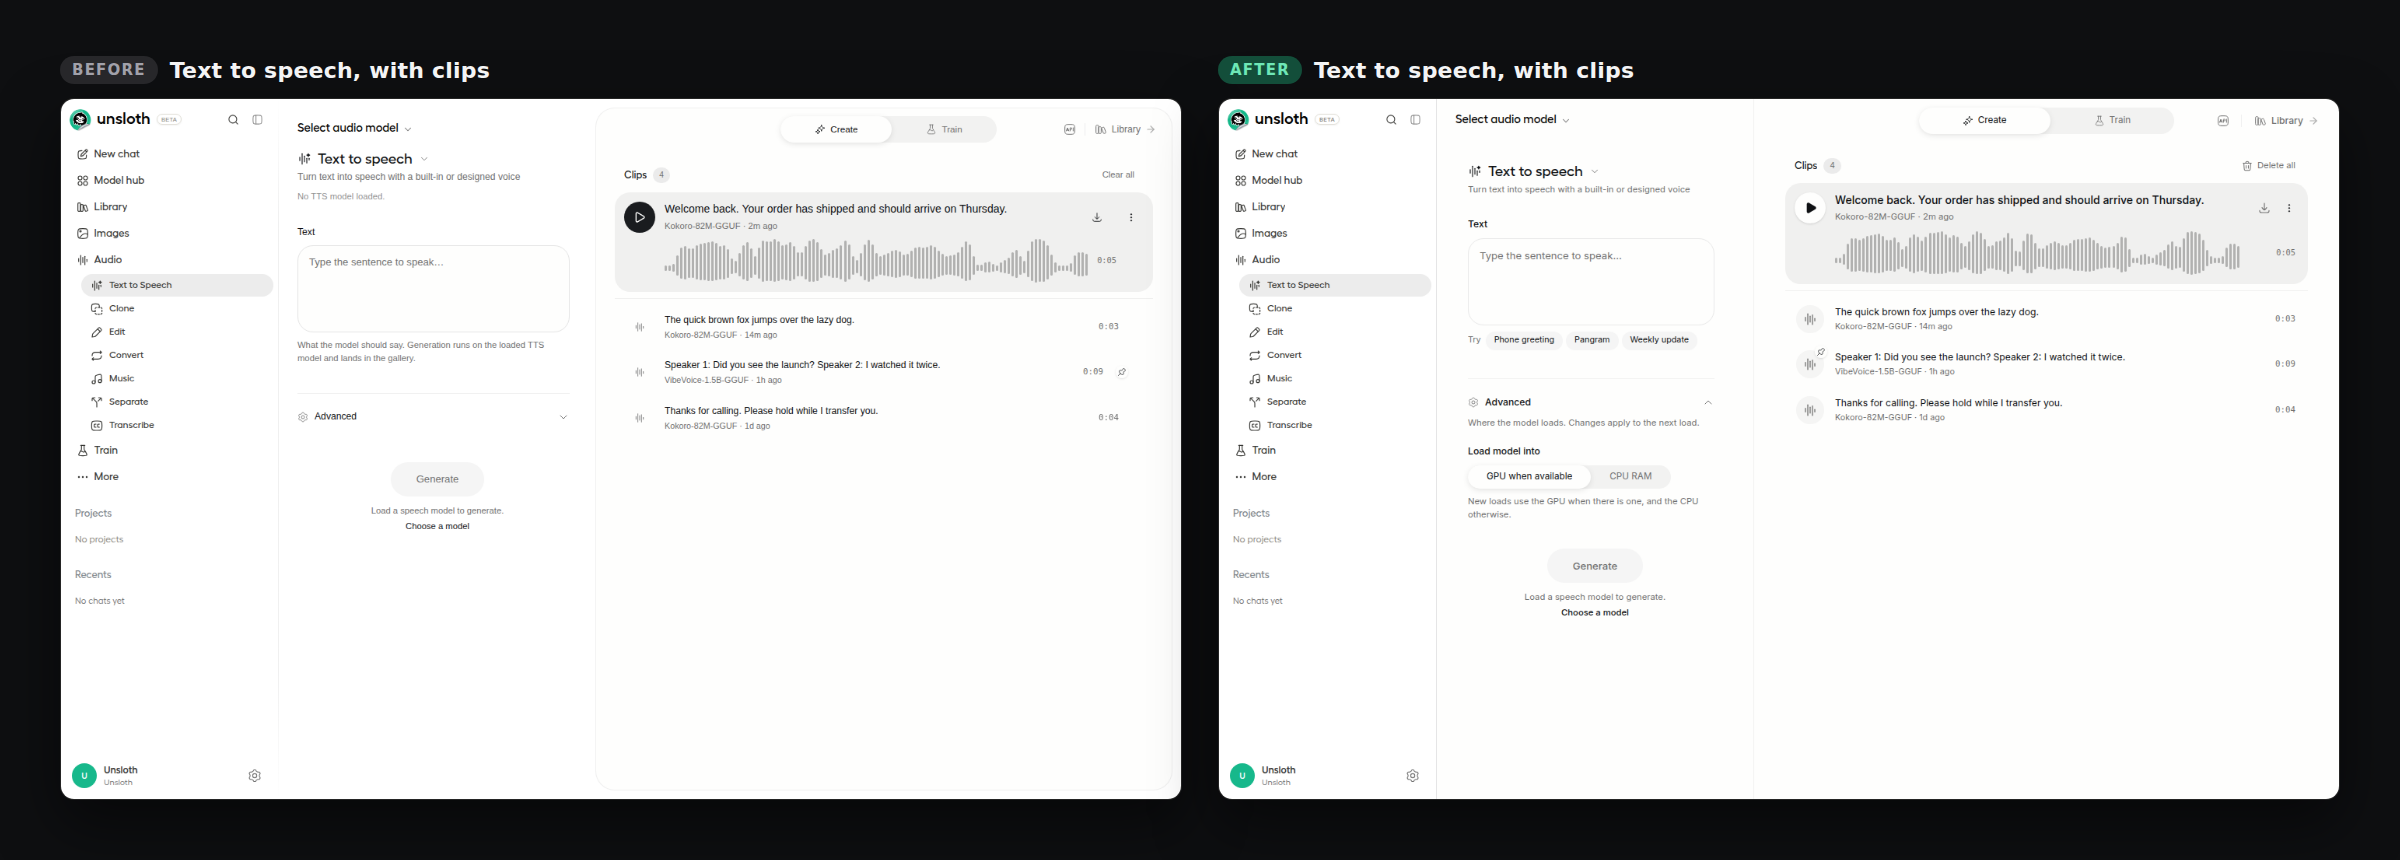 BEFORE Text to speech, with clips
unsloth BETA
New chat
Model hub
Library
Images
Audio
Text to Speech
Clone
Edit
Convert
Music
Separate
Transcribe
Train
More
Projects
No projects
Recents
No chats yet
U
Unsloth
Unsloth
Select audio model
Text to speech
Turn text into speech with a built-in or designed voice
No TTS model loaded.
Text
Type the sentence to speak...
What the model should say. Generation runs on the loaded TTS
model and lands in the gallery.
Advanced
Generate
Load a speech model to generate.
Choose a model
Create Train API Library
Clips 4 Clear all
Welcome back. Your order has shipped and should arrive on Thursday.
Kokoro-82M-GGUF · 2m ago
0:05
The quick brown fox jumps over the lazy dog.
Kokoro-82M-GGUF · 14m ago
0:03
Speaker 1: Did you see the launch? Speaker 2: I watched it twice.
VibeVoice-1.5B-GGUF · 1h ago
0:09
Thanks for calling. Please hold while I transfer you.
Kokoro-82M-GGUF · 1d ago
0:04
AFTER Text to speech, with clips
unsloth BETA
New chat
Model hub
Library
Images
Audio
Text to Speech
Clone
Edit
Convert
Music
Separate
Transcribe
Train
More
Projects
No projects
Recents
No chats yet
U
Unsloth
Unsloth
Select audio model
Text to speech
Turn text into speech with a built-in or designed voice
Text
Type the sentence to speak...
Try Phone greeting Pangram Weekly update
Advanced
Where the model loads. Changes apply to the next load.
Load model into
GPU when available CPU RAM
New loads use the GPU when there is one, and the CPU
otherwise.
Generate
Load a speech model to generate.
Choose a model
Create Train API Library
Clips 4 Delete all
Welcome back. Your order has shipped and should arrive on Thursday.
Kokoro-82M-GGUF · 2m ago
0:05
The quick brown fox jumps over the lazy dog.
Kokoro-82M-GGUF · 14m ago
0:03
Speaker 1: Did you see the launch? Speaker 2: I watched it twice.
VibeVoice-1.5B-GGUF · 1h ago
0:09
Thanks for calling. Please hold while I transfer you.
Kokoro-82M-GGUF · 1d ago
0:04